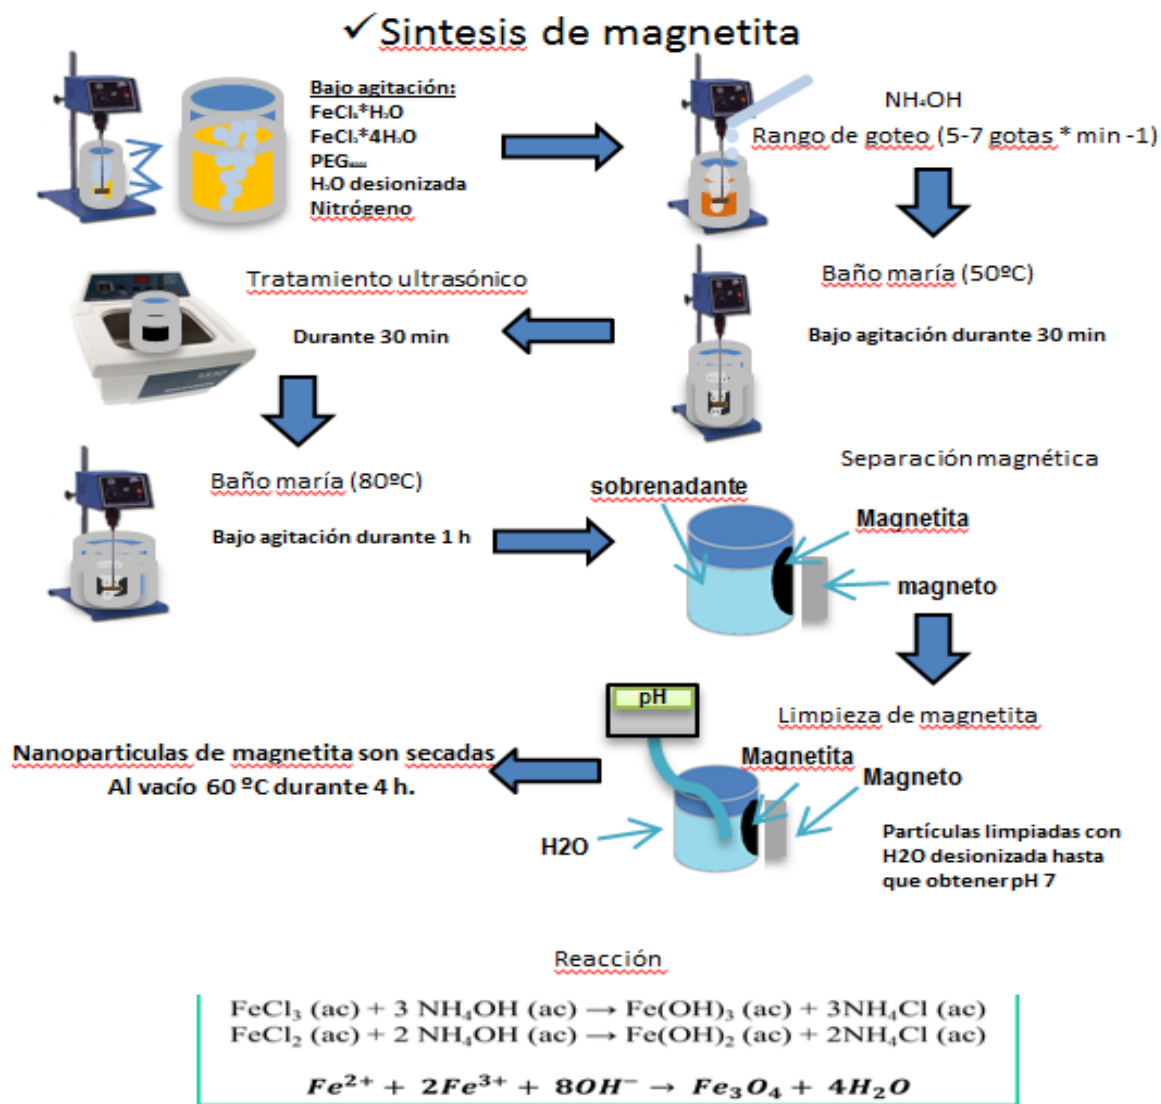 ✓ Sintesis de magnetita
Bajo agitación:
FeCl₃*H₂O
FeCl₂*4H₂O
PEG
H₂O desionizada
Nitrógeno
NH₄OH
Rango de goteo (5-7 gotas * min -1)
Baño maría (50ºC)
Bajo agitación durante 30 min
Tratamiento ultrasónico
Durante 30 min
Baño maría (80ºC)
Bajo agitación durante 1 h
Separación magnética
sobrenadante
Magnetita
magneto
Limpieza de magnetita
pH
Magnetita
Magneto
H2O
Partículas limpiadas con
H2O desionizada hasta
que obtener pH 7
Nanoparticulas de magnetita son secadas
Al vacío 60 ºC durante 4 h.
Reacción
FeCl₃ (ac) + 3 NH₄OH (ac) → Fe(OH)₃ (ac) + 3NH₄Cl (ac)
FeCl₂ (ac) + 2 NH₄OH (ac) → Fe(OH)₂ (ac) + 2NH₄Cl (ac)
Fe²⁺ + 2Fe³⁺ + 8OH⁻ → Fe₃O₄ + 4H₂O